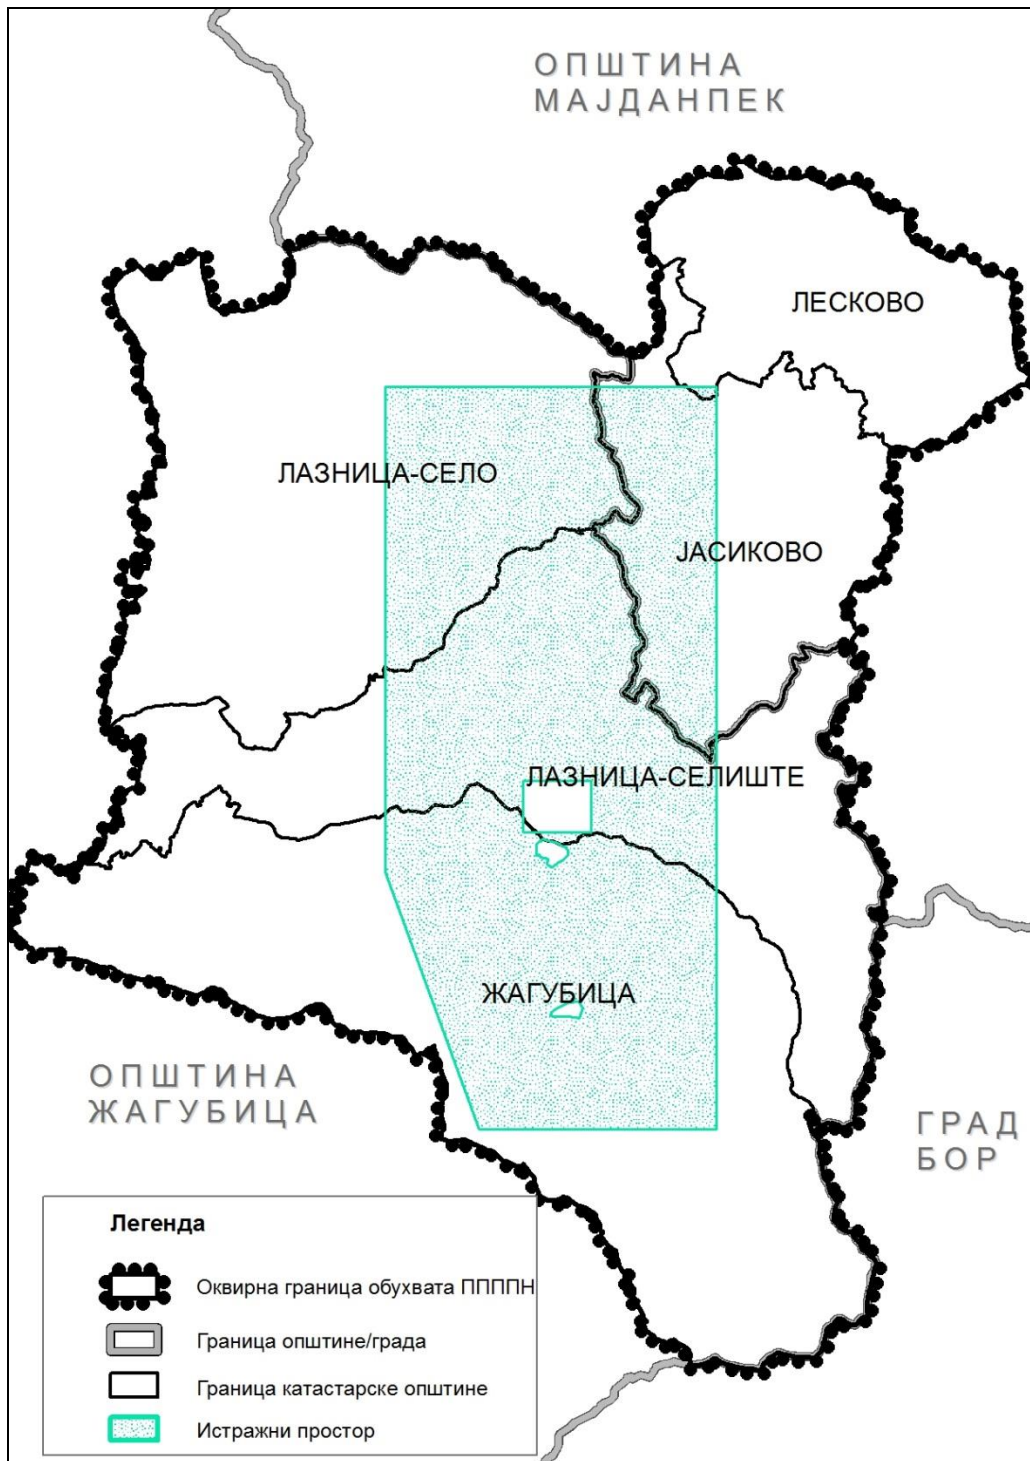 ОПШТИНА
МАЈДАНПЕК
ЛЕСКОВО
ЛАЗНИЦА-СЕЛО
ЈАСИКОВО
ЛАЗНИЦА-СЕЛИШТЕ
ЖАГУБИЦА
ОПШТИНА
ЖАГУБИЦА
ГРАД
БОР
Легенда
Оквирна граница обухвата ПППППН
Граница општине/града
Граница катастарске општине
Истражни простор